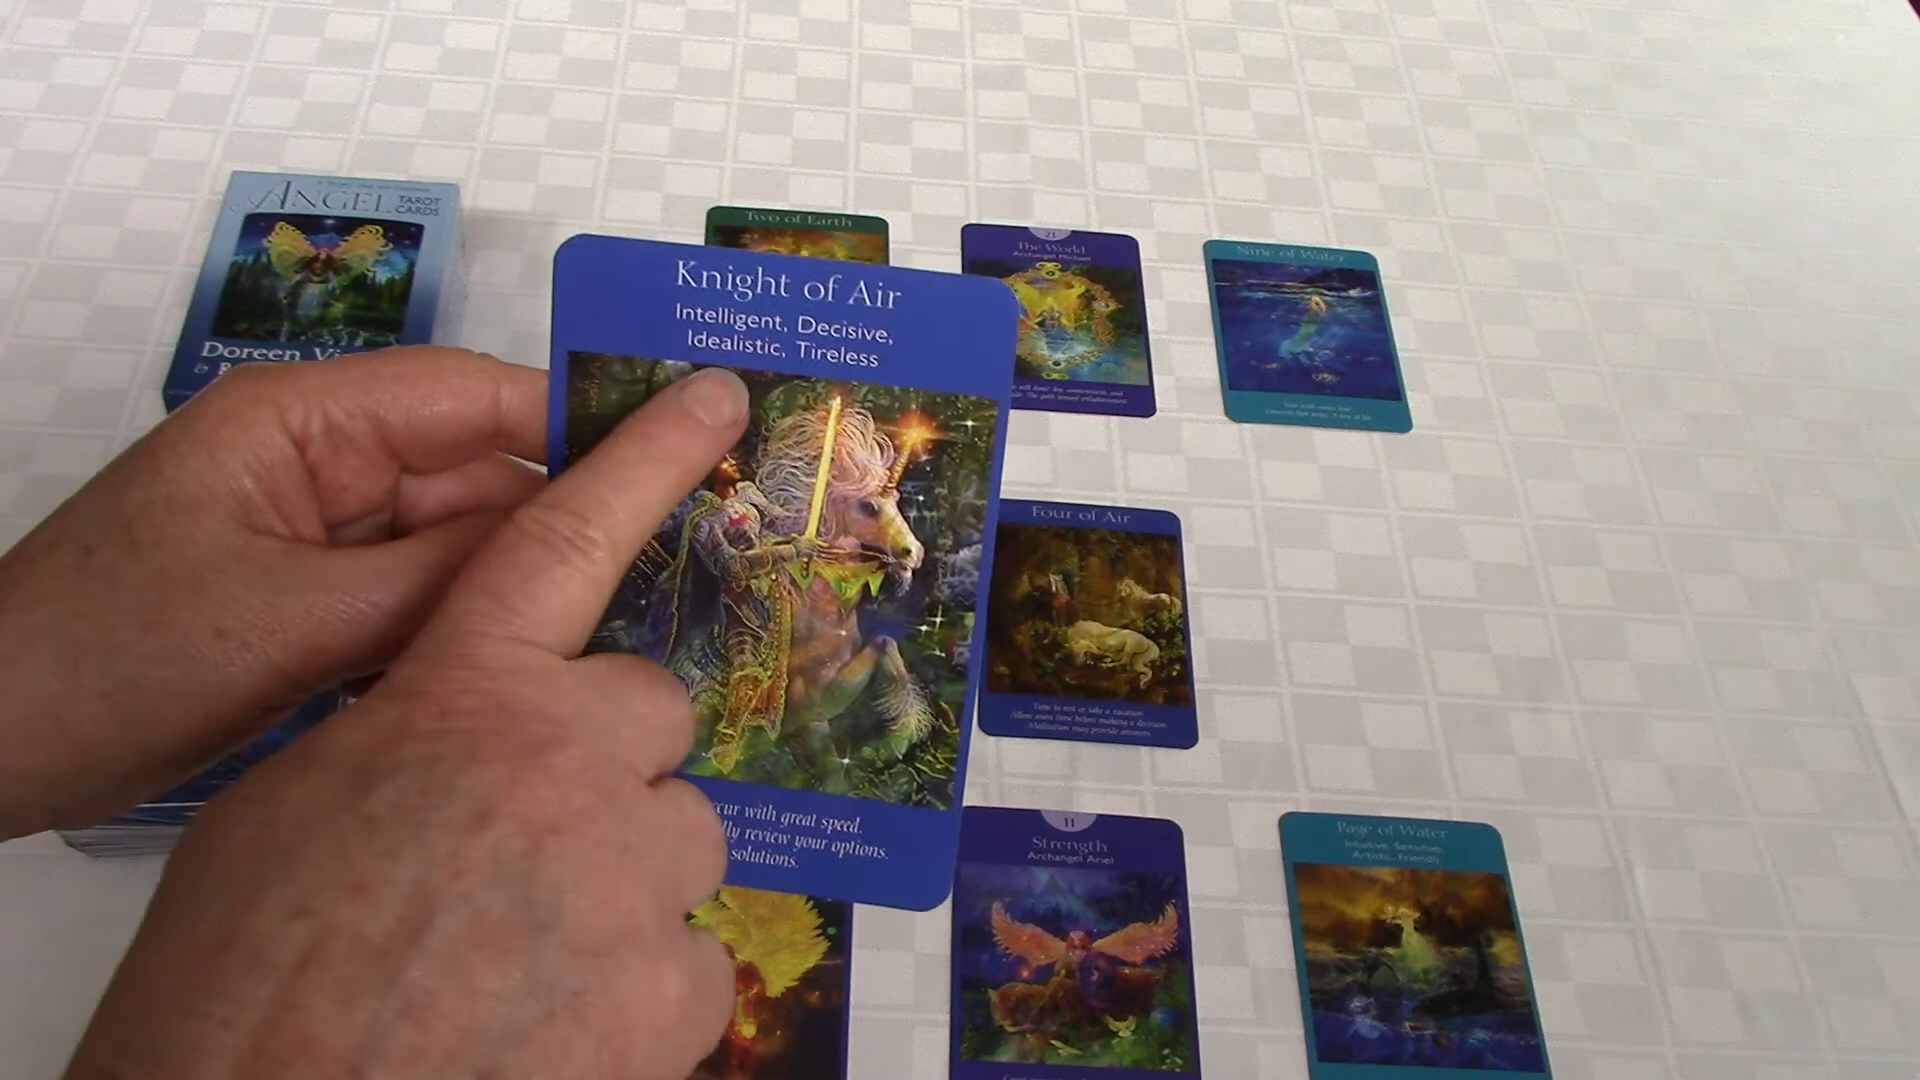 ANGEL
TAROT
CARDS
Doreen Vi
&
Two of Earth
21
The World
Archangel Michael
Nine of Water
Knight of Air
Intelligent, Decisive,
Idealistic, Tireless
ccur with great speed.
lly review your options.
solutions.
Four of Air
Time to rest or take a vacation
Allow more time before making a decision
Meditation may provide answers
11
Strength
Archangel Ariel
Page of Water
Intuitive, Sensitive,
Artistic, Friendly